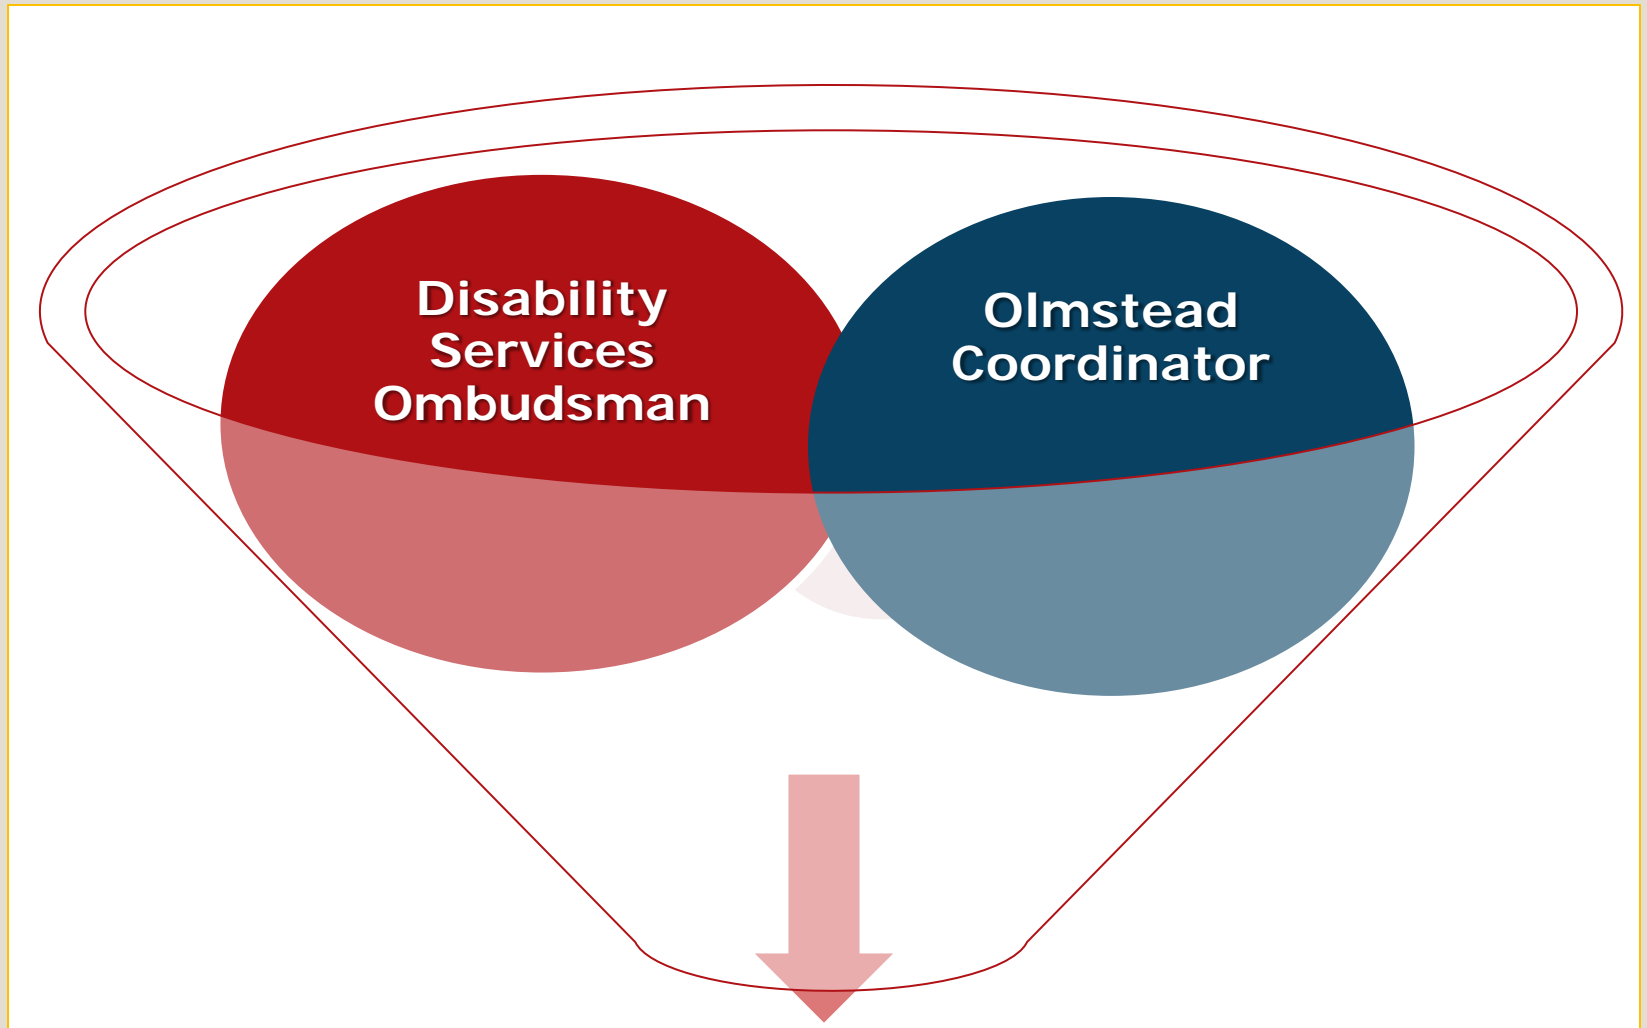 Disability
Services
Ombudsman
Olmstead
Coordinator